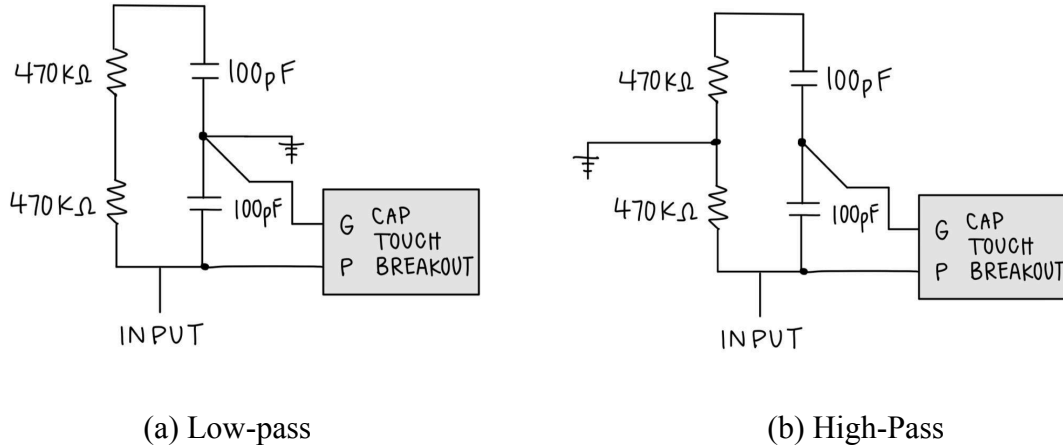 470KΩ
100pF
470KΩ
100pF
G CAP
TOUCH
P BREAKOUT
INPUT
(a) Low-pass
470KΩ
100pF
470KΩ
100pF
G CAP
TOUCH
P BREAKOUT
INPUT
(b) High-Pass